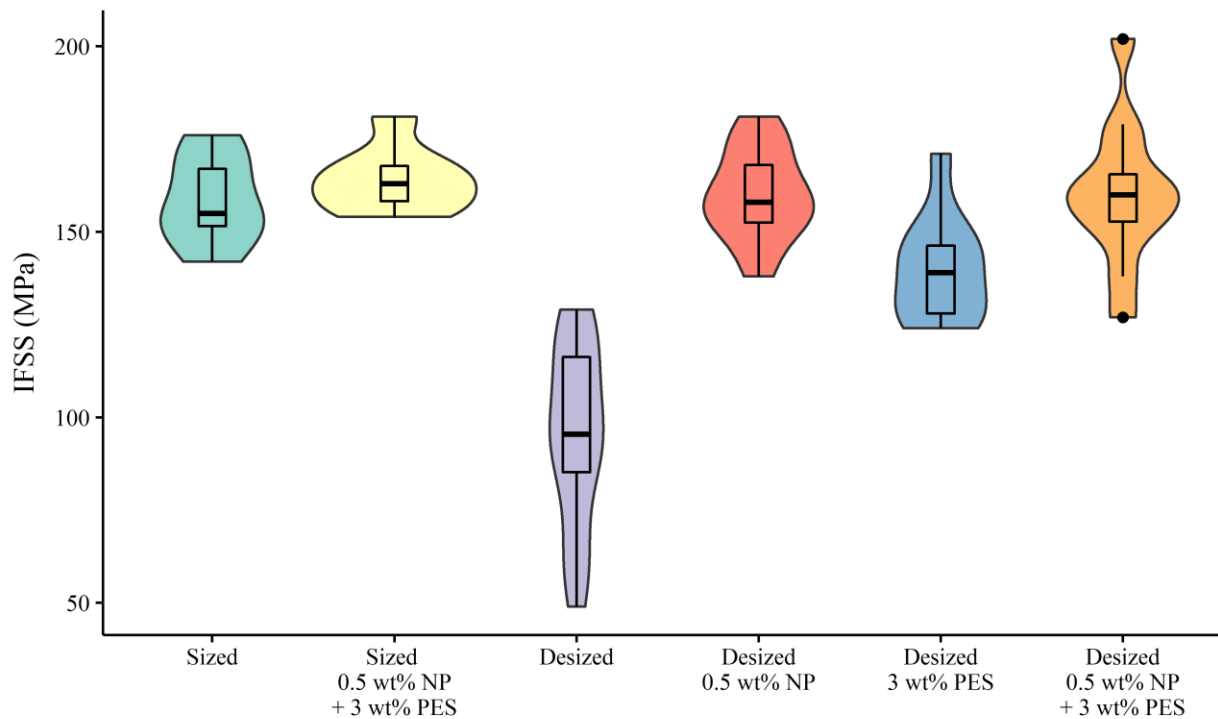 IFSS (MPa)
200
150
100
50
Sized
Sized
0.5 wt% NP
+ 3 wt% PES
Desized
Desized
0.5 wt% NP
Desized
3 wt% PES
Desized
0.5 wt% NP
+ 3 wt% PES